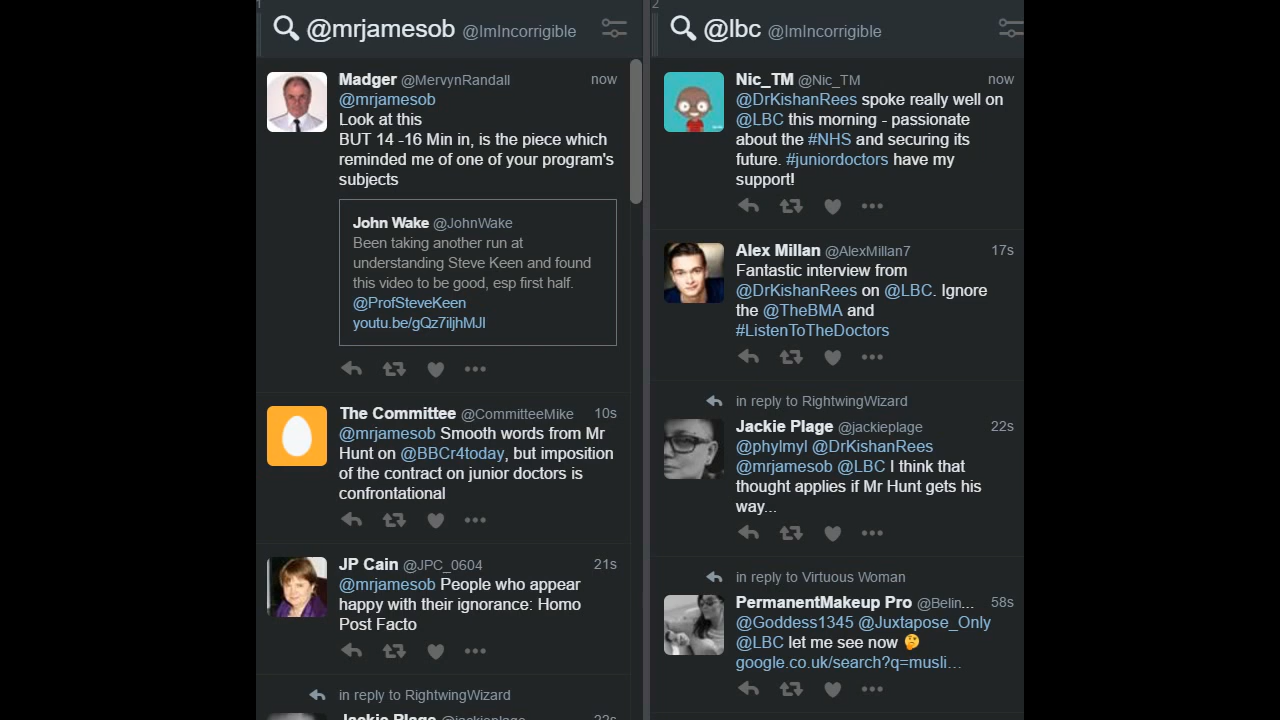 1
@mrjamesob @ImIncorrigible
Madger @MervynRandall now
@mrjamesob
Look at this
BUT 14 -16 Min in, is the piece which
reminded me of one of your program's
subjects
John Wake @JohnWake
Been taking another run at
understanding Steve Keen and found
this video to be good, esp first half.
@ProfSteveKeen
youtu.be/gQz7iljhMJI
The Committee @CommitteeMike 10s
@mrjamesob Smooth words from Mr
Hunt on @BBCr4today, but imposition
of the contract on junior doctors is
confrontational
JP Cain @JPC_0604 21s
@mrjamesob People who appear
happy with their ignorance: Homo
Post Facto
in reply to RightwingWizard
Jackie Plage @jackieplage 22s
2
@lbc @ImIncorrigible
Nic_TM @Nic_TM now
@DrKishanRees spoke really well on
@LBC this morning - passionate
about the #NHS and securing its
future. #juniordoctors have my
support!
Alex Millan @AlexMillan7 17s
Fantastic interview from
@DrKishanRees on @LBC. Ignore
the @TheBMA and
#ListenToTheDoctors
in reply to RightwingWizard
Jackie Plage @jackieplage 22s
@phylmyl @DrKishanRees
@mrjamesob @LBC I think that
thought applies if Mr Hunt gets his
way...
in reply to Virtuous Woman
PermanentMakeup Pro @Belin... 58s
@Goddess1345 @Juxtapose_Only
@LBC let me see now 🤔
google.co.uk/search?q=musli…